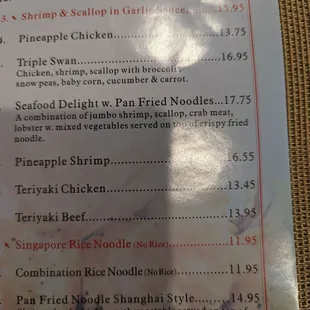 3. Shrimp & Scallop in Garlic Sauce.......15.95
4. Pineapple Chicken...................13.75
Triple Swan.............................16.95
Chicken, shrimp, scallop with broccoli,
snow peas, baby corn, cucumber & carrot.
Seafood Delight w. Pan Fried Noodles...17.75
A combination of jumbo shrimp, scallop, crab meat,
lobster w. mixed vegetables served on top of crispy fried
noodle.
Pineapple Shrimp........................16.55
Teriyaki Chicken.........................13.45
Teriyaki Beef.............................13.95
Singapore Rice Noodle (No Rice)................11.95
Combination Rice Noodle (No Rice)..............11.95
Pan Fried Noodle Shanghai Style.......14.95